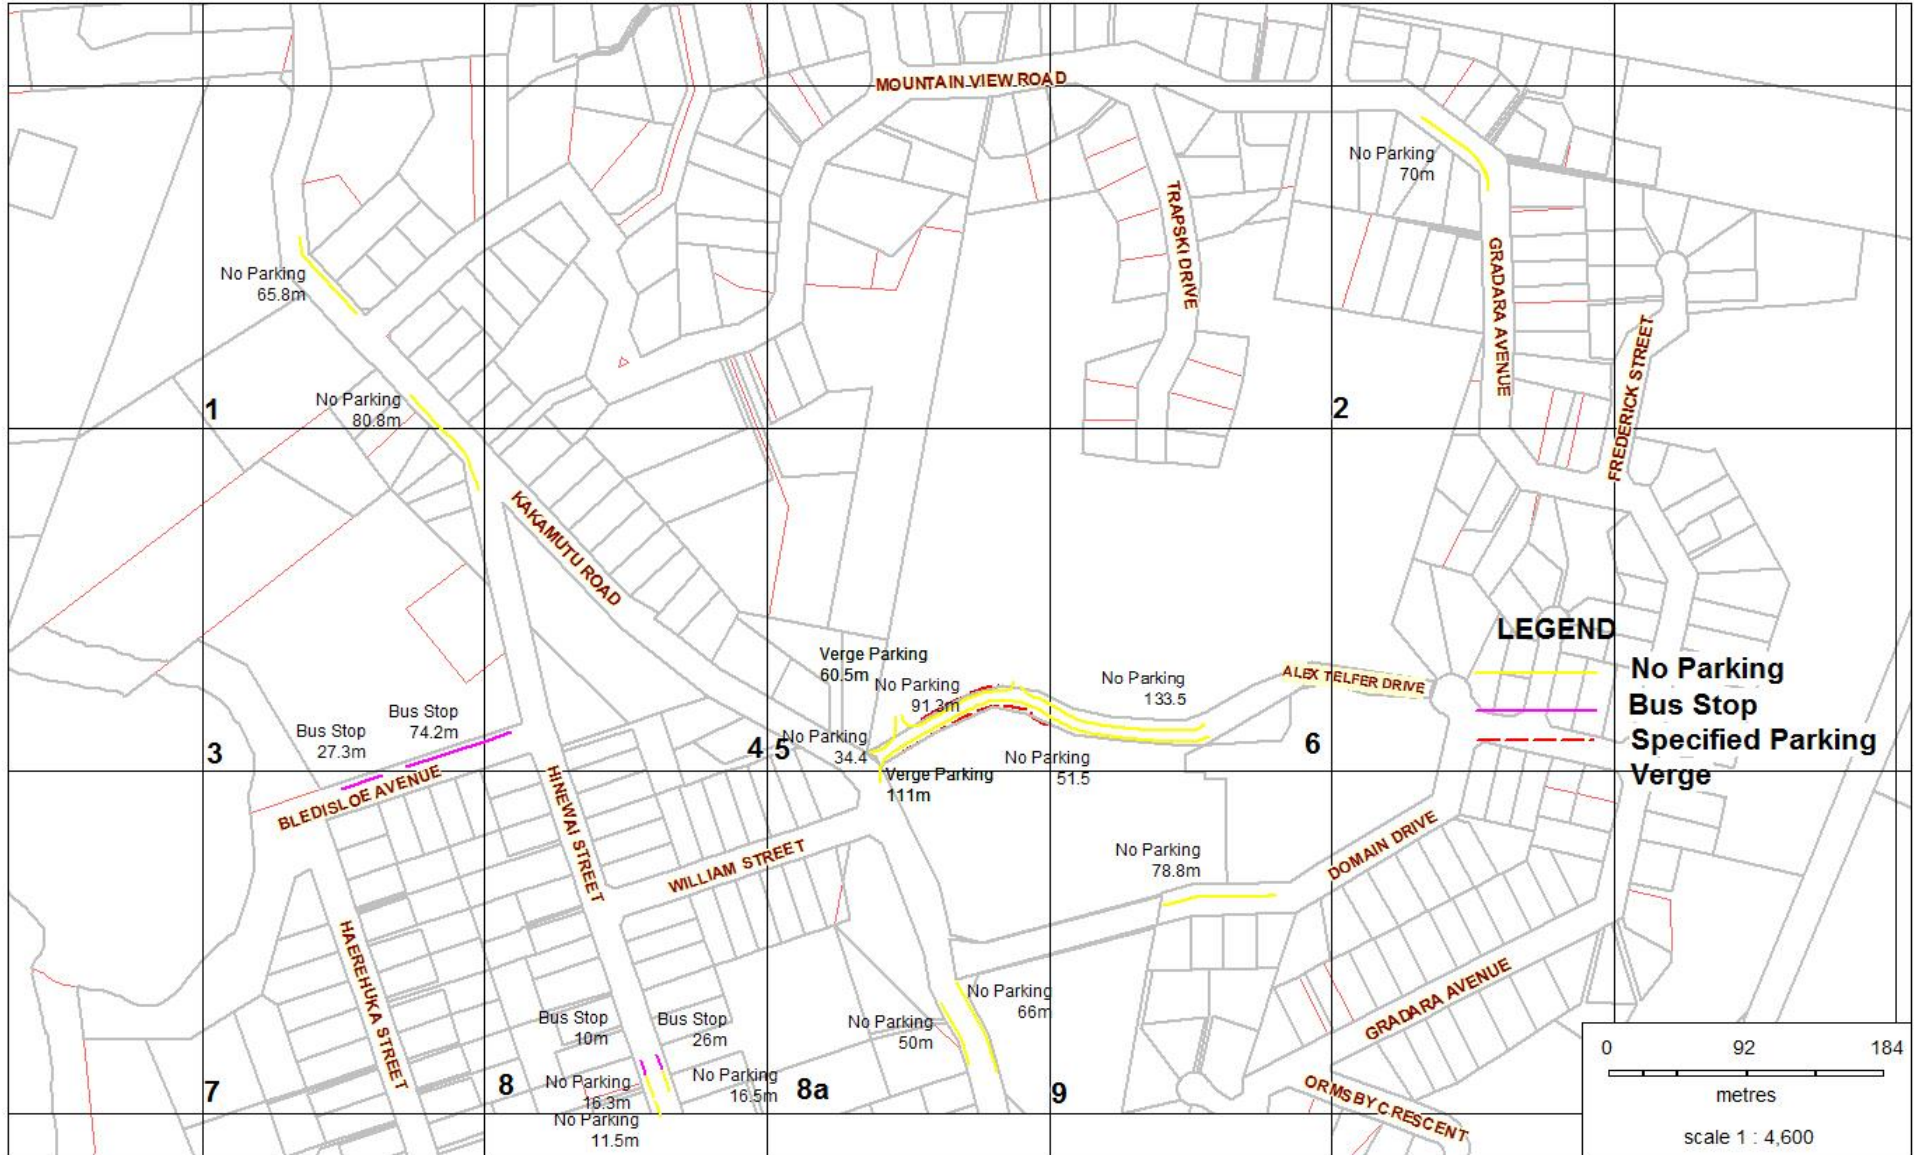 MOUNTAIN VIEW ROAD
No Parking
70m
TRAPSKI DRIVE
GRADARA AVENUE
No Parking
65.8m
FREDERICK STREET
No Parking
80.8m
1
2
KAKAMUTU ROAD
LEGEND
No Parking
Bus Stop
Specified Parking
Verge
Verge Parking
60.5m
No Parking
91.3m
No Parking
133.5
ALEX TELFER DRIVE
Bus Stop
74.2m
Bus Stop
27.3m
No Parking
34.4
3
4
5
6
No Parking
51.5
Verge Parking
111m
BLEDISLOE AVENUE
HINEWAI STREET
WILLIAM STREET
No Parking
78.8m
DOMAIN DRIVE
HAEREHUKA STREET
GRADARA AVENUE
No Parking
66m
Bus Stop
10m
Bus Stop
26m
No Parking
50m
No Parking
16.3m
No Parking
16.5m
No Parking
11.5m
7
8
8a
9
ORMSBY CRESCENT
0 92 184
metres
scale 1 : 4,600